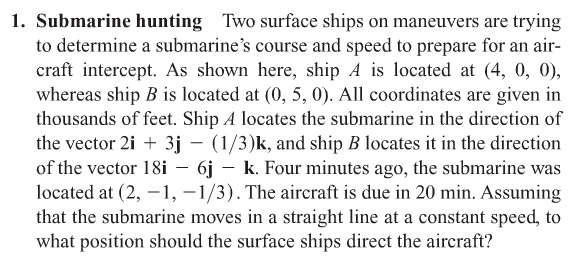 1. Submarine hunting Two surface ships on maneuvers are trying
to determine a submarine's course and speed to prepare for an air-
craft intercept. As shown here, ship A is located at (4, 0, 0),
whereas ship B is located at (0, 5, 0). All coordinates are given in
thousands of feet. Ship A locates the submarine in the direction of
the vector 2i + 3j − (1/3)k, and ship B locates it in the direction
of the vector 18i − 6j − k. Four minutes ago, the submarine was
located at (2, −1, −1/3). The aircraft is due in 20 min. Assuming
that the submarine moves in a straight line at a constant speed, to
what position should the surface ships direct the aircraft?